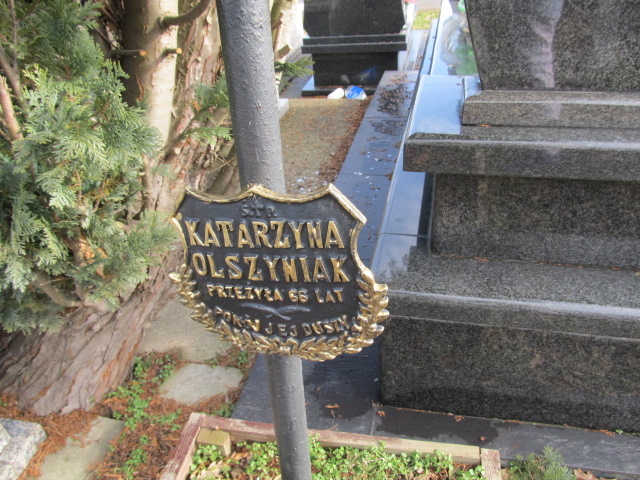 Ś.T P.
KATARZYNA
OLSZYNIAK
PRZEŻYŁA 66 LAT
POKÓJ JEJ DUSZY